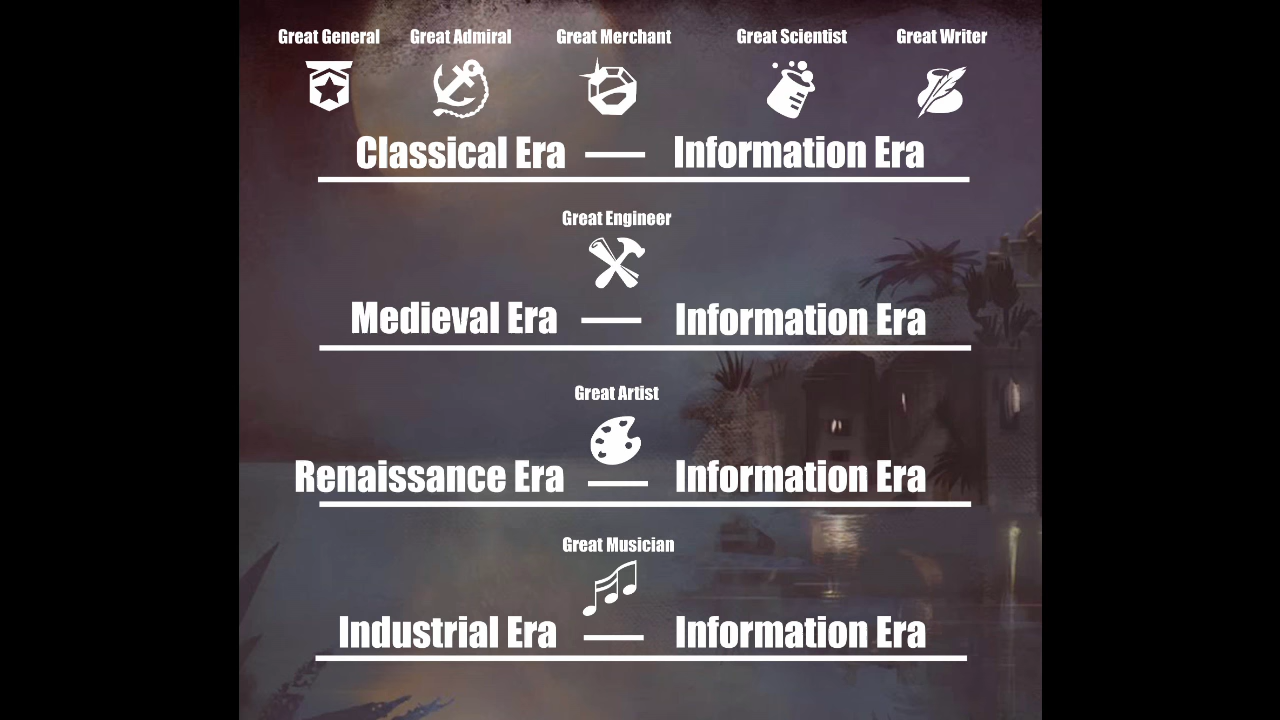 Great General Great Admiral Great Merchant Great Scientist Great Writer
Classical Era — Information Era
Great Engineer
Medieval Era — Information Era
Great Artist
Renaissance Era — Information Era
Great Musician
Industrial Era — Information Era